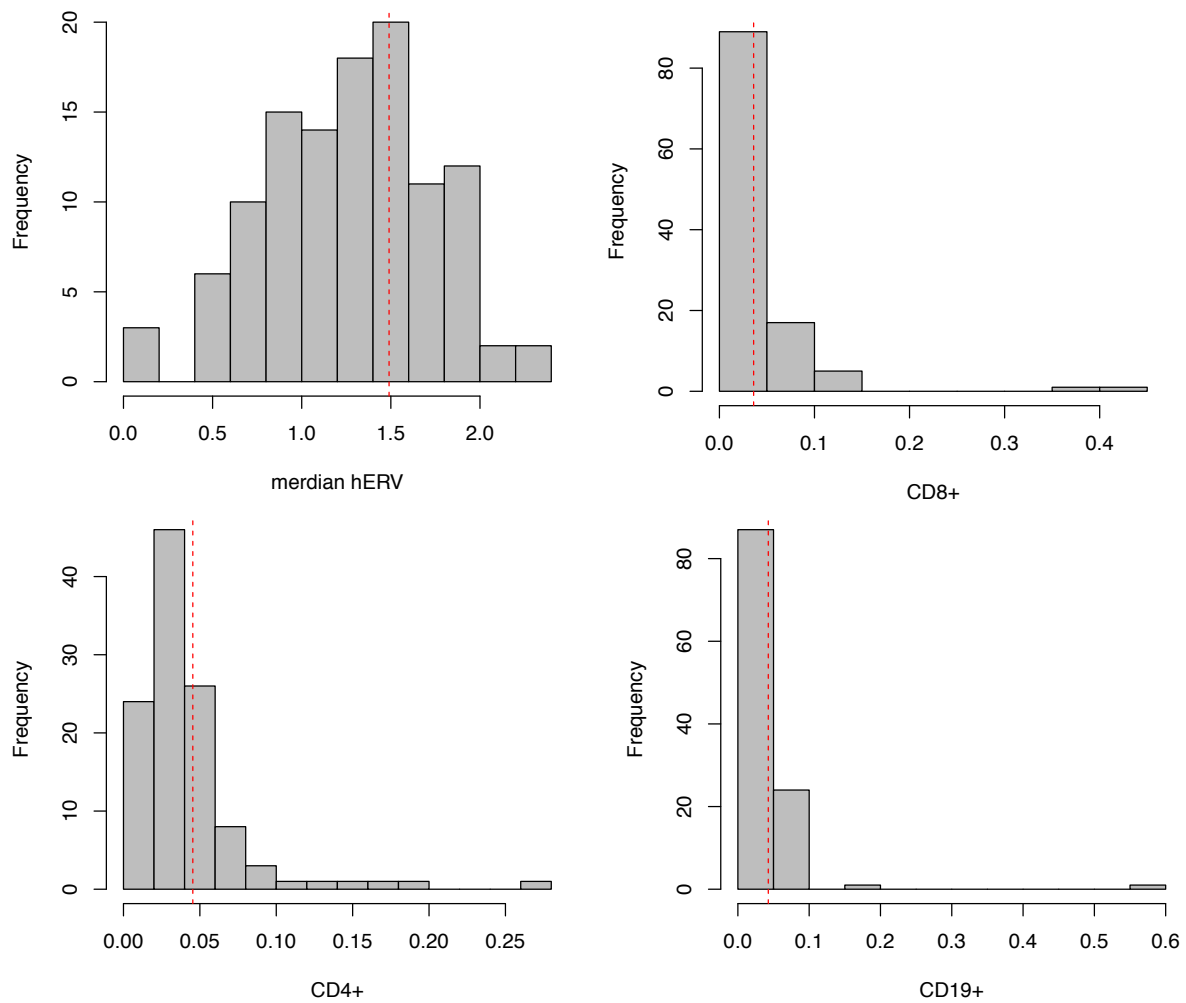 Frequency
0 5 10 15 20
0.0 0.5 1.0 1.5 2.0
merdian hERV
Frequency
0 20 40 60 80
0.0 0.1 0.2 0.3 0.4
CD8+
Frequency
0 10 20 30 40
0.00 0.05 0.10 0.15 0.20 0.25
CD4+
Frequency
0 20 40 60 80
0.0 0.1 0.2 0.3 0.4 0.5 0.6
CD19+